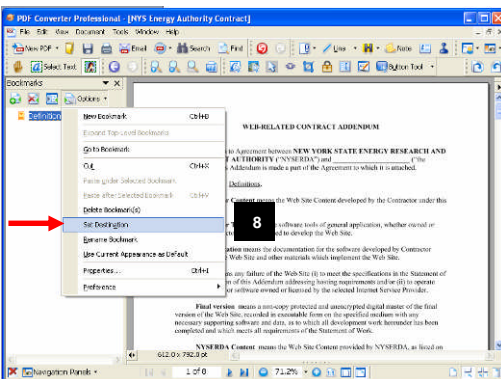 PDF Converter Professional - [NYS Energy Authority Contract]
File Edit View Document Tools Window Help
New PDF Email Search Find Line Note
Select Text Button Tool
Bookmarks
Options
Definition
New Bookmark Ctrl+B
Expand Top-Level Bookmarks
Go to Bookmark
Cut Ctrl+X
Paste under Selected Bookmark
Paste after Selected Bookmark Ctrl+V
Delete Bookmark(s)
Set Destination
8
Rename Bookmark
Use Current Appearance as Default
Properties... Ctrl+I
Preference
WEB-RELATED CONTRACT ADDENDUM
to Agreement between NEW YORK STATE ENERGY RESEARCH AND
AUTHORITY ("NYSERDA") and ("the
Addendum is made a part of the Agreement to which it is attached.
Definitions.
Content means the Web Site Content developed by the Contractor under this
software tools of general application, whether owned or
to develop the Web Site.
means the documentation for the software developed by Contractor
Web Site and other materials which implement the Web Site.
means any failure of the Web Site (i) to meet the specifications in the Statement of
of this Addendum addressing hosting requirements and/or (ii) to operate
or software owned or licensed by the selected Internet Service Provider.
Final version means a non-copy protected and unencrypted digital master of the final
version of the Web Site, recorded in executable form on the specified medium with any
necessary supporting software and data, as to which all development work hereunder has been
completed and which meets all requirements of the Statement of Work.
NYSERDA Content means the Web Site Content provided by NYSERDA, as listed on
612.0 x 792.0 pt
Navigation Panels 1 of 8 71.2%